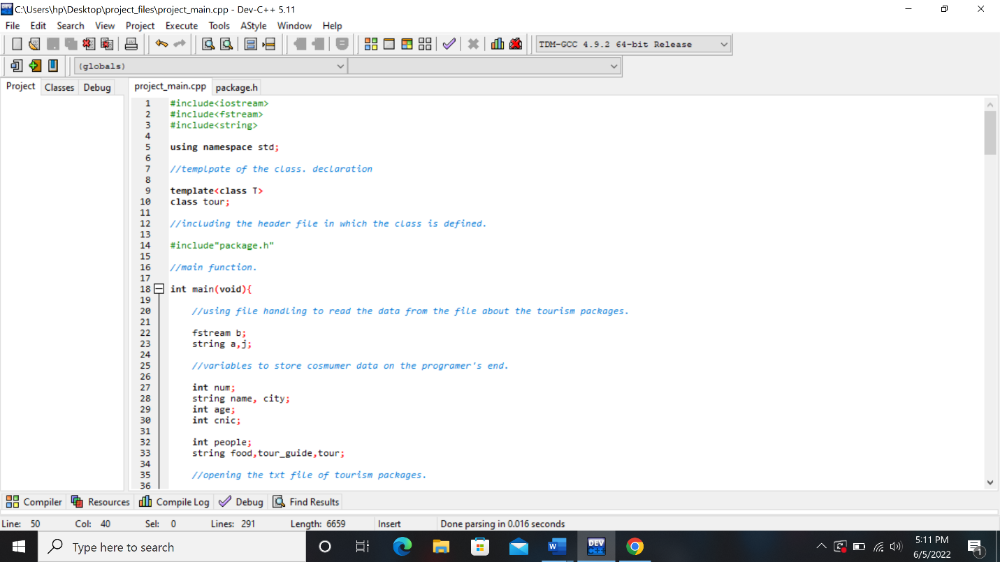 C:\Users\hp\Desktop\project_files\project_main.cpp - Dev-C++ 5.11
File Edit Search View Project Execute Tools AStyle Window Help
TDM-GCC 4.9.2 64-bit Release
(globals)
Project Classes Debug
project_main.cpp package.h
1 #include<iostream>
2 #include<fstream>
3 #include<string>
4
5 using namespace std;
6
7 //templpate of the class. declaration
8
9 template<class T>
10 class tour;
11
12 //including the header file in which the class is defined.
13
14 #include"package.h"
15
16 //main function.
17
18 int main(void){
19
20 //using file handling to read the data from the file about the tourism packages.
21
22 fstream b;
23 string a,j;
24
25 //variables to store cosmumer data on the programer's end.
26
27 int num;
28 string name, city;
29 int age;
30 int cnic;
31
32 int people;
33 string food,tour_guide,tour;
34
35 //opening the txt file of tourism packages.
36
Compiler Resources Compile Log Debug Find Results
Line: 50 Col: 40 Sel: 0 Lines: 291 Length: 6659 Insert Done parsing in 0.016 seconds
Type here to search
W
DEV
C++
5:11 PM
6/5/2022
1